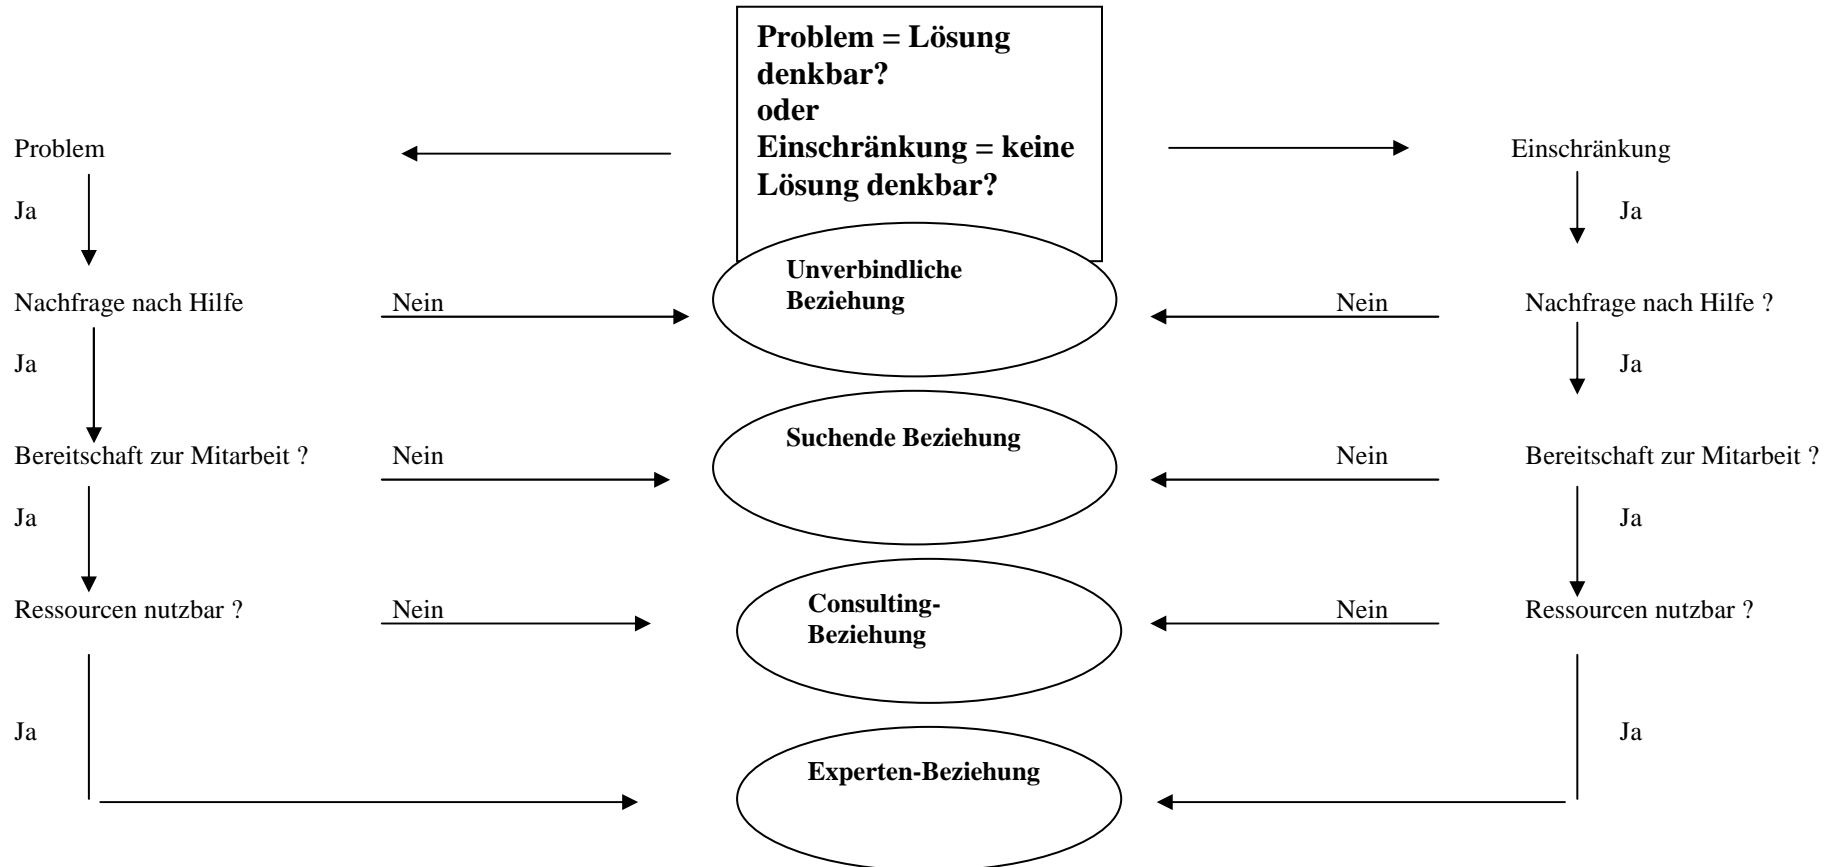 Problem = Lösung
denkbar?
oder
Einschränkung = keine
Lösung denkbar?
Problem
Einschränkung
Ja
Ja
Unverbindliche
Beziehung
Nachfrage nach Hilfe
Nein
Nein
Nachfrage nach Hilfe ?
Ja
Ja
Suchende Beziehung
Bereitschaft zur Mitarbeit ?
Nein
Nein
Bereitschaft zur Mitarbeit ?
Ja
Ja
Consulting-
Beziehung
Ressourcen nutzbar ?
Nein
Nein
Ressourcen nutzbar ?
Ja
Ja
Experten-Beziehung